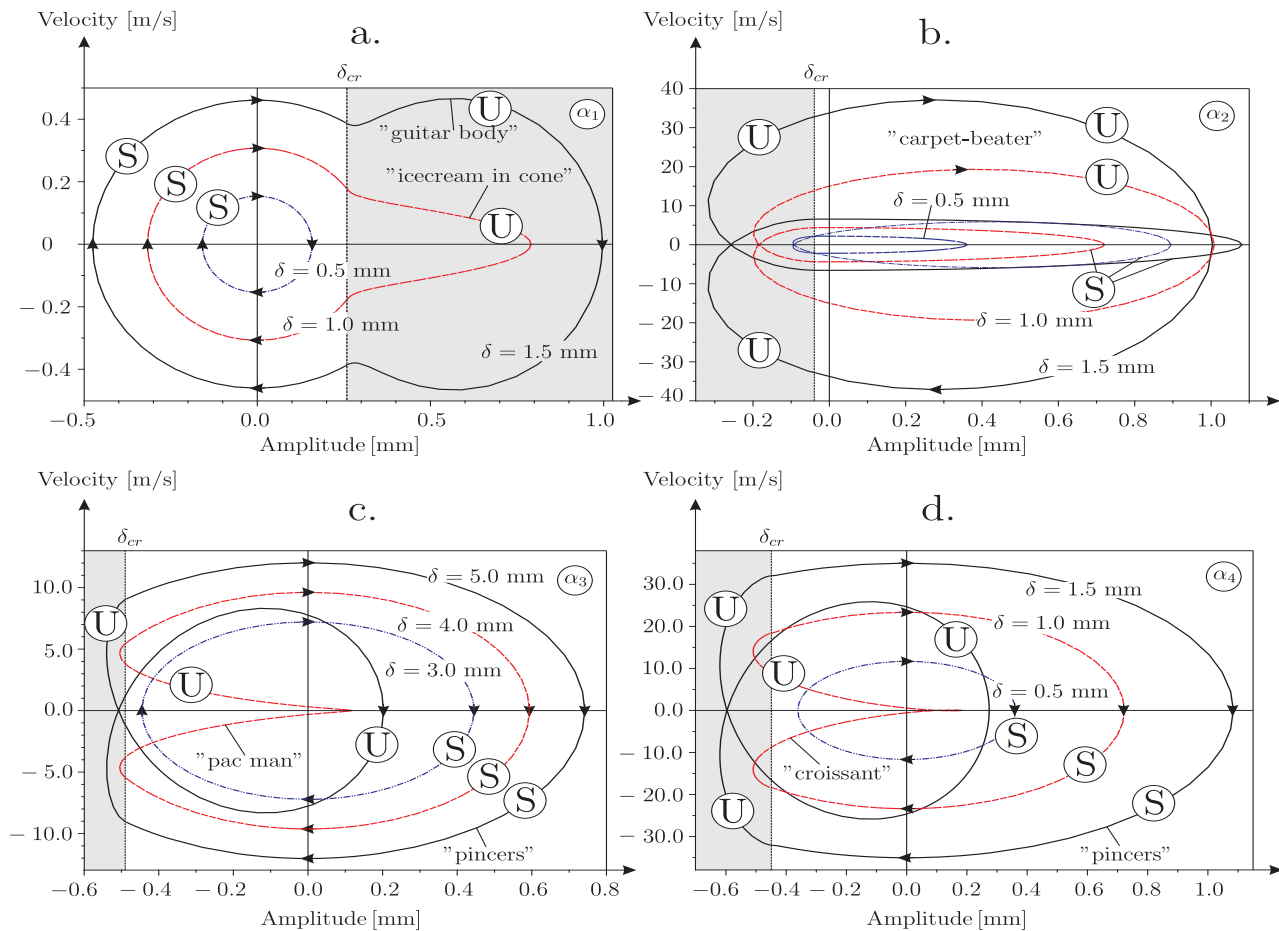 Velocity [m/s]
a.
δcr
α1
0.4
0.2
0
− 0.2
−0.4
−0.5
0.0
0.5
1.0
S
S
S
U
U
"guitar body"
"icecream in cone"
δ = 0.5 mm
δ = 1.0 mm
δ = 1.5 mm
Amplitude [mm]
Velocity [m/s]
b.
δcr
α2
40
30
20
10
0
− 10
− 20
− 30
− 40
− 0.2
0.0
0.2
0.4
0.6
0.8
1.0
U
U
U
U
S
"carpet-beater"
δ = 0.5 mm
δ = 1.0 mm
δ = 1.5 mm
Amplitude [mm]
Velocity [m/s]
c.
δcr
α3
10.0
5.0
0.0
− 5.0
− 10.0
−0.6
−0.4
− 0.2
0.0
0.2
0.4
0.6
0.8
U
U
U
S
S
S
δ = 5.0 mm
δ = 4.0 mm
δ = 3.0 mm
"pac man"
"pincers"
Amplitude [mm]
Velocity [m/s]
d.
δcr
α4
30.0
20.0
10.0
0.0
− 10.0
− 20.0
− 30.0
−0.6
−0.4
− 0.2
0.0
0.2
0.4
0.6
0.8
1.0
U
U
U
U
S
S
S
δ = 1.5 mm
δ = 1.0 mm
δ = 0.5 mm
"croissant"
"pincers"
Amplitude [mm]